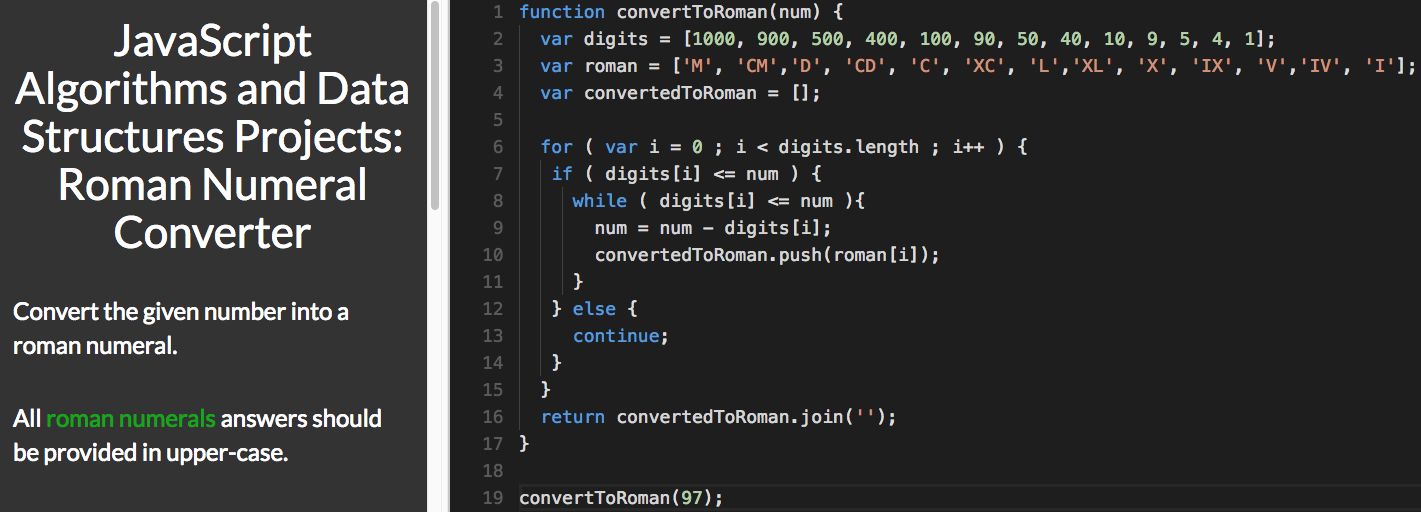 JavaScript
Algorithms and Data
Structures Projects:
Roman Numeral
Converter
Convert the given number into a
roman numeral.
All roman numerals answers should
be provided in upper-case.
1 function convertToRoman(num) {
2   var digits = [1000, 900, 500, 400, 100, 90, 50, 40, 10, 9, 5, 4, 1];
3   var roman = ['M', 'CM','D', 'CD', 'C', 'XC', 'L','XL', 'X', 'IX', 'V','IV', 'I'];
4   var convertedToRoman = [];
5
6   for ( var i = 0 ; i < digits.length ; i++ ) {
7    if ( digits[i] <= num ) {
8      while ( digits[i] <= num ){
9        num = num - digits[i];
10        convertedToRoman.push(roman[i]);
11      }
12    } else {
13      continue;
14    }
15   }
16   return convertedToRoman.join('');
17 }
18
19 convertToRoman(97);